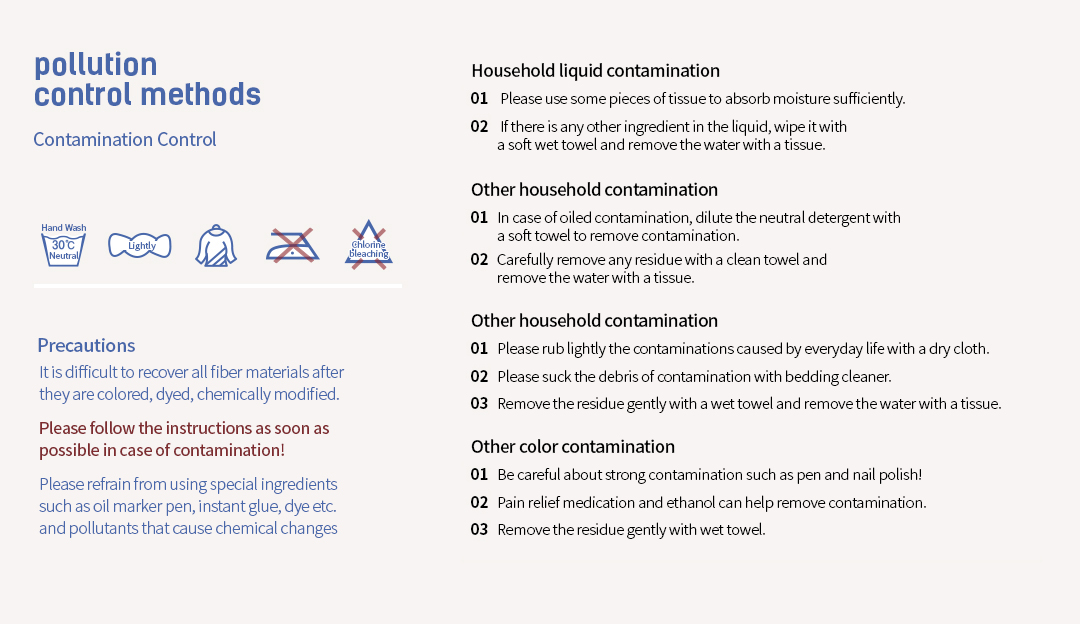 pollution
control methods
Contamination Control
Hand Wash
30℃
Neutral
Lightly
Chlorine
bleaching
Precautions
It is difficult to recover all fiber materials after
they are colored, dyed, chemically modified.
Please follow the instructions as soon as
possible in case of contamination!
Please refrain from using special ingredients
such as oil marker pen, instant glue, dye etc.
and pollutants that cause chemical changes
Household liquid contamination
01 Please use some pieces of tissue to absorb moisture sufficiently.
02 If there is any other ingredient in the liquid, wipe it with
a soft wet towel and remove the water with a tissue.
Other household contamination
01 In case of oiled contamination, dilute the neutral detergent with
a soft towel to remove contamination.
02 Carefully remove any residue with a clean towel and
remove the water with a tissue.
Other household contamination
01 Please rub lightly the contaminations caused by everyday life with a dry cloth.
02 Please suck the debris of contamination with bedding cleaner.
03 Remove the residue gently with a wet towel and remove the water with a tissue.
Other color contamination
01 Be careful about strong contamination such as pen and nail polish!
02 Pain relief medication and ethanol can help remove contamination.
03 Remove the residue gently with wet towel.